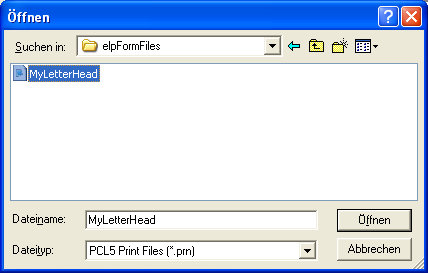 Öffnen
Suchen in: elpFormFiles
MyLetterHead
Dateiname: MyLetterHead Öffnen
Dateityp: PCL5 Print Files (*.prn) Abbrechen